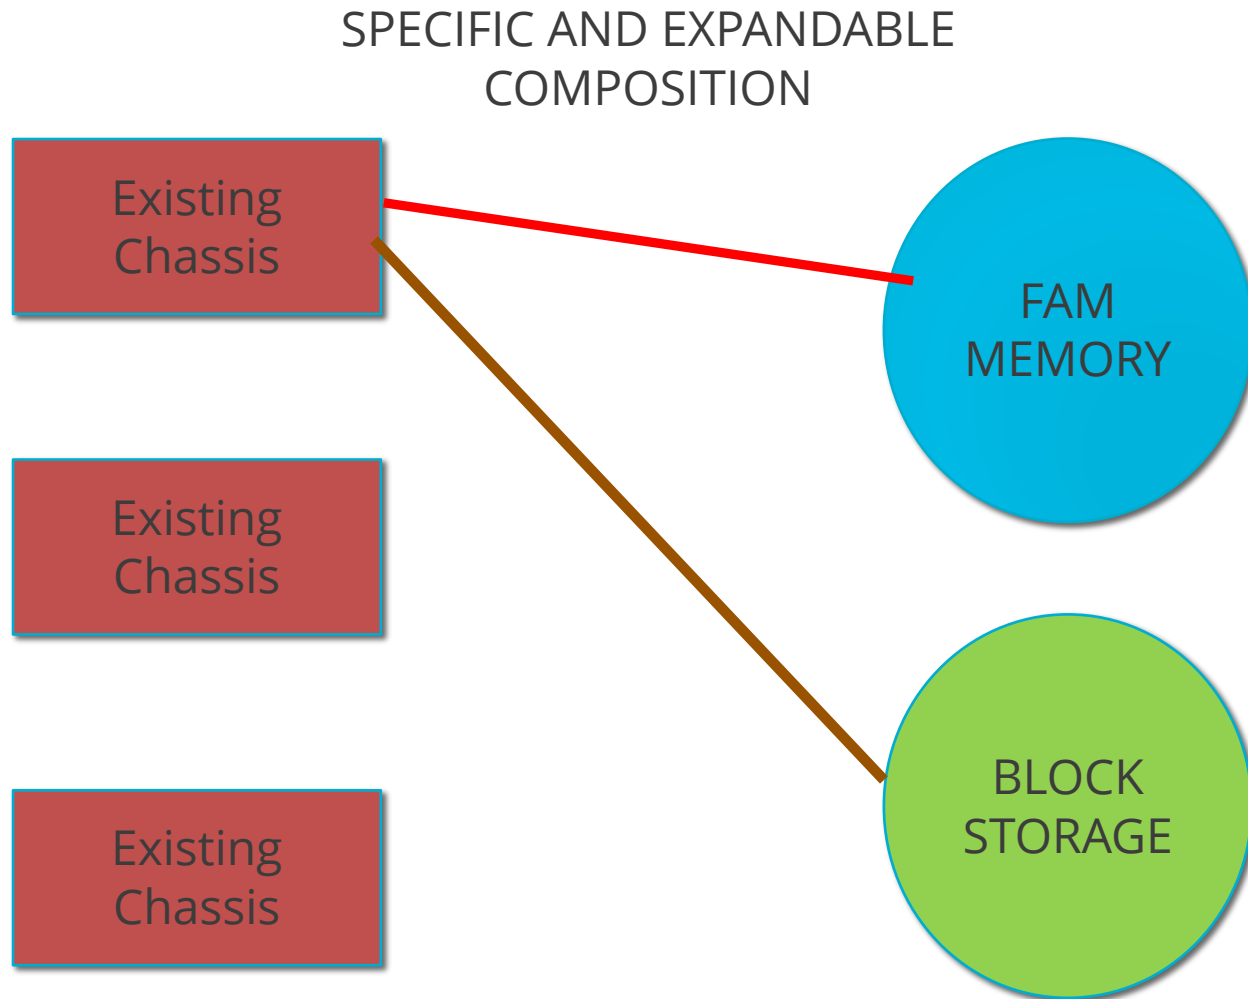 SPECIFIC AND EXPANDABLE
COMPOSITION
Existing
Chassis
FAM
MEMORY
Existing
Chassis
BLOCK
STORAGE
Existing
Chassis